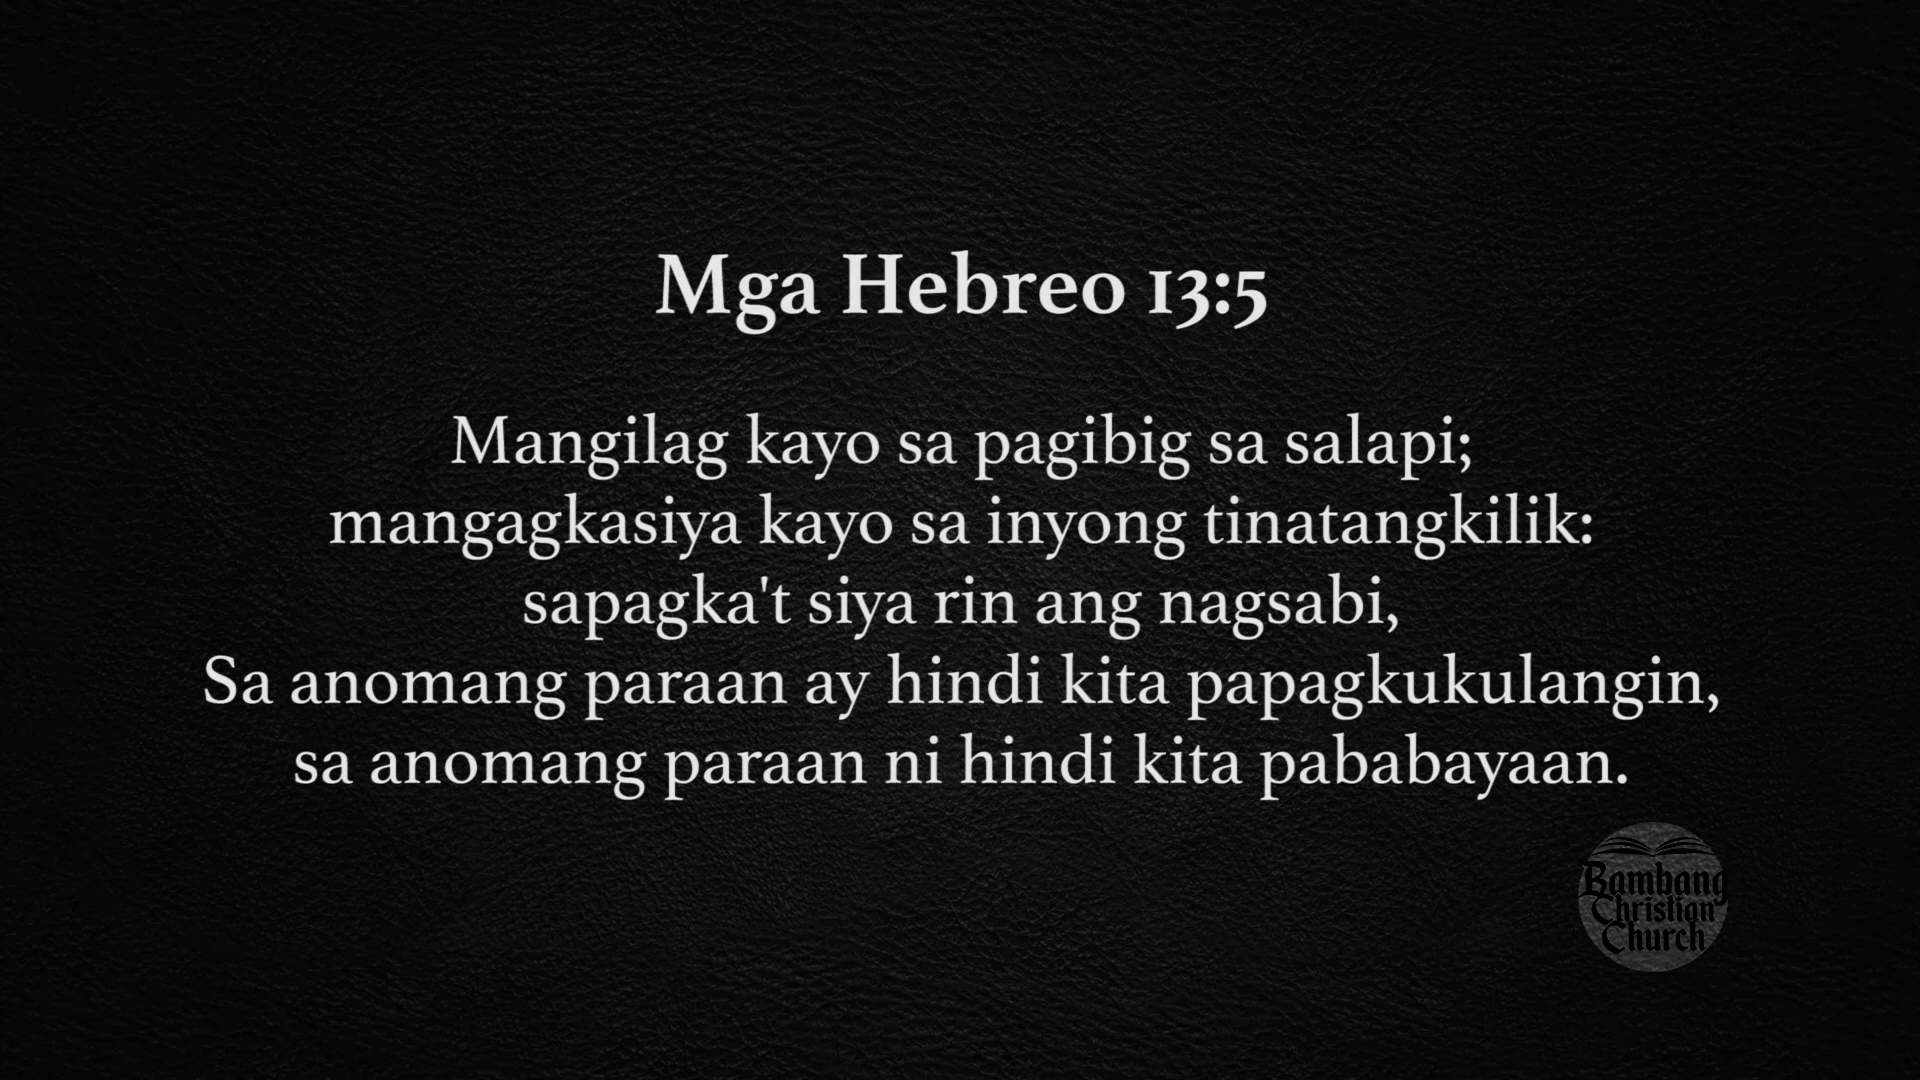 Mga Hebreo 13:5
Mangilag kayo sa pagibig sa salapi;
mangagkasiya kayo sa inyong tinatangkilik:
sapagka't siya rin ang nagsabi,
Sa anomang paraan ay hindi kita papagkukulangin,
sa anomang paraan ni hindi kita pababayaan.
Bambang
Christian
Church